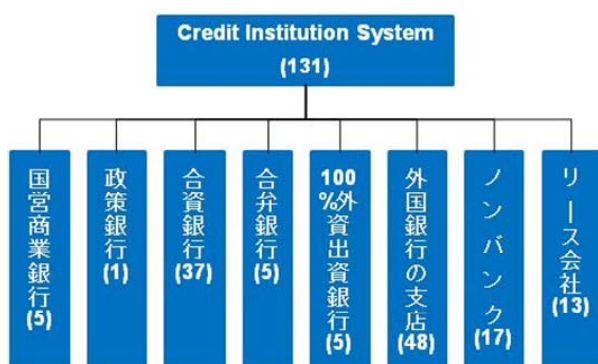 Credit Institution System
(131)
国営商業銀行(5)
政策銀行(1)
合資銀行(37)
合弁銀行(5)
100%外資出資銀行(5)
外国銀行の支店(48)
ノンバンク(17)
リース会社(13)